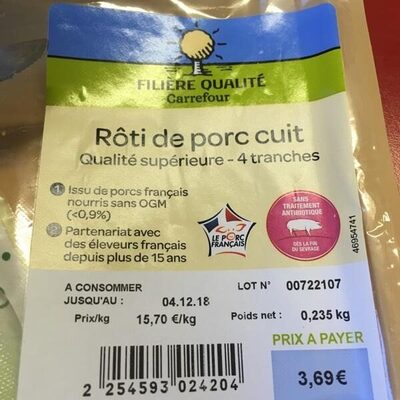 FILIÈRE QUALITÉ
Carrefour
Rôti de porc cuit
Qualité supérieure - 4 tranches
1 Issu de porcs français
nourris sans OGM
(<0,9%)
2 Partenariat avec
des éleveurs français
depuis plus de 15 ans
LE PORC
FRANÇAIS
SANS
TRAITEMENT
ANTIBIOTIQUE
DÈS LA FIN
DU SEVRAGE
46954741
A CONSOMMER
JUSQU'AU : 04.12.18
LOT N° 00722107
Prix/kg 15,70 €/kg
Poids net : 0,235 kg
PRIX A PAYER
3,69€
2 254593 024204